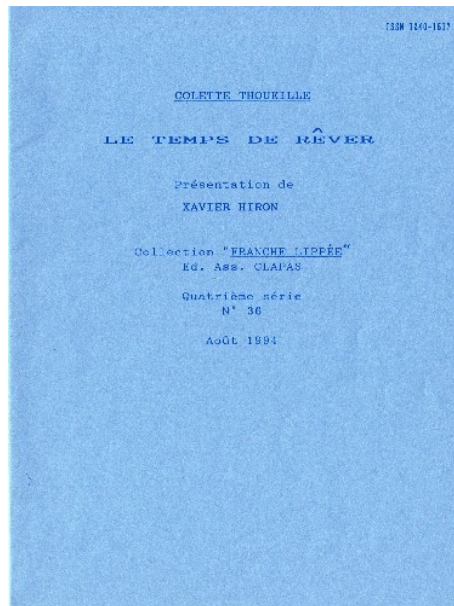 COLETTE THOUILLE
LE TEMPS DE RÊVER
Présentation de
XAVIER HIRON
Collection "FRANCHE LIPPÉE"
Ed. Ass. CLAPAS
Quatrième série
N° 36
Août 1994